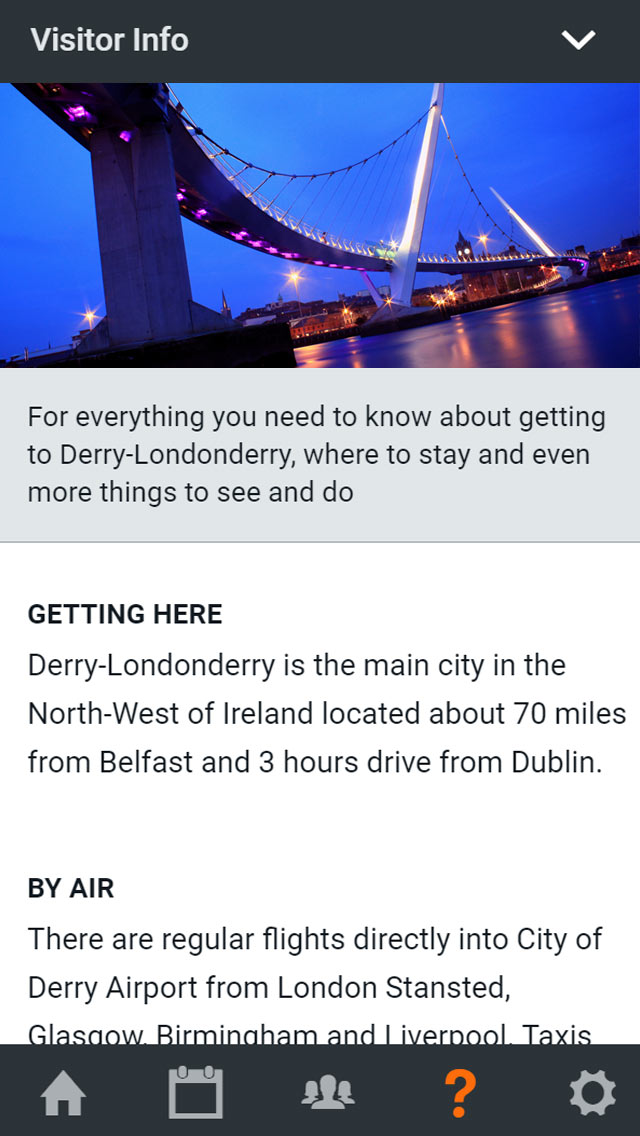 Visitor Info
For everything you need to know about getting
to Derry-Londonderry, where to stay and even
more things to see and do
GETTING HERE
Derry-Londonderry is the main city in the
North-West of Ireland located about 70 miles
from Belfast and 3 hours drive from Dublin.
BY AIR
There are regular flights directly into City of
Derry Airport from London Stansted,
Glasgow, Birmingham and Liverpool. Taxis
?